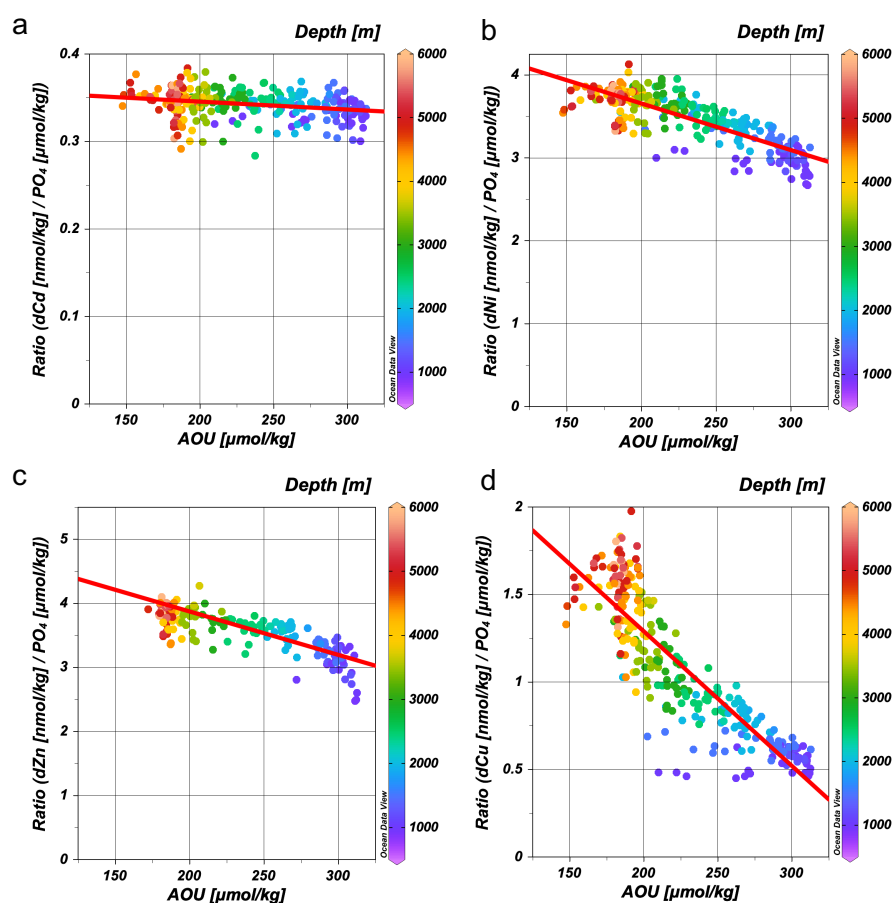 a
Depth [m]
0.4
0.3
0.2
0.1
0
Ratio (dCd [nmol/kg] / PO₄ [µmol/kg])
150 200 250 300
AOU [µmol/kg]
6000
5000
4000
3000
2000
1000
Ocean Data View
b
Depth [m]
4
3
2
1
0
Ratio (dNi [nmol/kg] / PO₄ [µmol/kg])
150 200 250 300
AOU [µmol/kg]
6000
5000
4000
3000
2000
1000
Ocean Data View
c
Depth [m]
5
4
3
2
1
0
Ratio (dZn [nmol/kg] / PO₄ [µmol/kg])
150 200 250 300
AOU [µmol/kg]
6000
5000
4000
3000
2000
1000
Ocean Data View
d
Depth [m]
2
1.5
1
0.5
0
Ratio (dCu [nmol/kg] / PO₄ [µmol/kg])
150 200 250 300
AOU [µmol/kg]
6000
5000
4000
3000
2000
1000
Ocean Data View